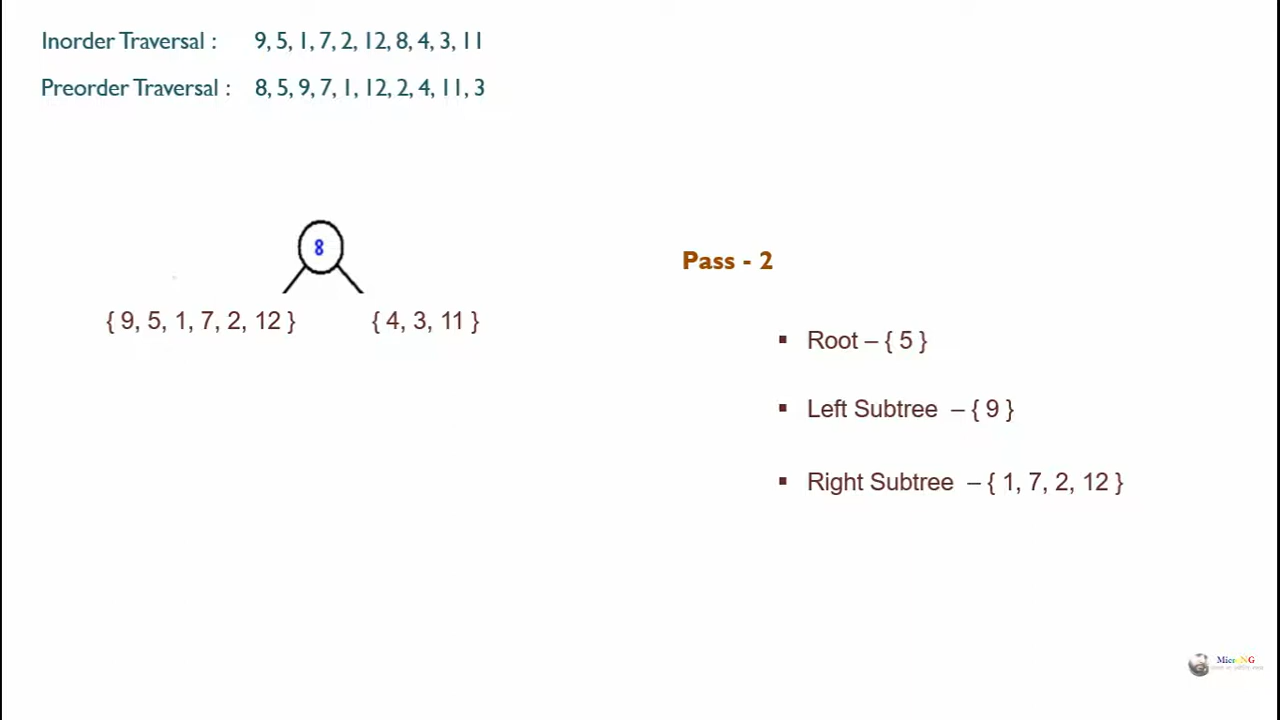 Inorder Traversal : 9, 5, 1, 7, 2, 12, 8, 4, 3, 11
Preorder Traversal : 8, 5, 9, 7, 1, 12, 2, 4, 11, 3
8
{ 9, 5, 1, 7, 2, 12 } { 4, 3, 11 }
Pass - 2
▪ Root – { 5 }
▪ Left Subtree – { 9 }
▪ Right Subtree – { 1, 7, 2, 12 }
MicroNG